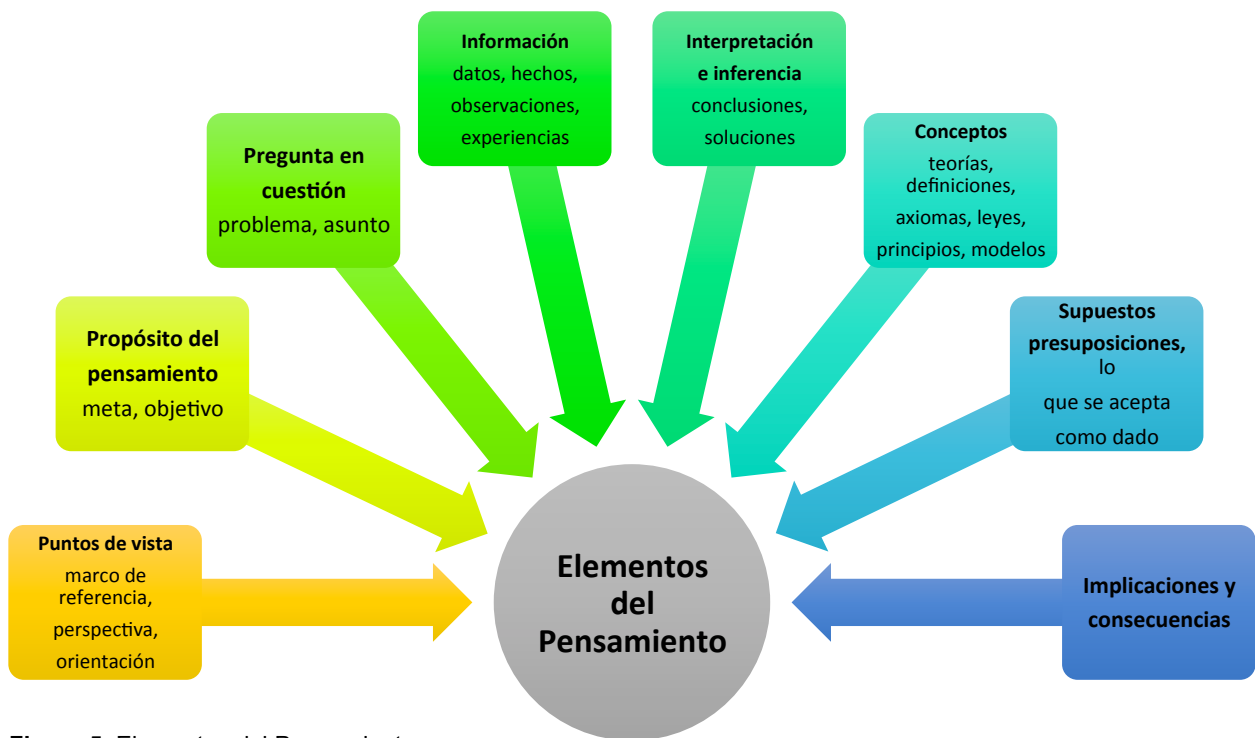 Información
datos, hechos,
observaciones,
experiencias
Interpretación
e inferencia
conclusiones,
soluciones
Pregunta en
cuestión
problema, asunto
Conceptos
teorías,
definiciones,
axiomas, leyes,
principios, modelos
Propósito del
pensamiento
meta, objetivo
Supuestos
presuposiciones,
lo
que se acepta
como dado
Puntos de vista
marco de
referencia,
perspectiva,
orientación
Elementos
del
Pensamiento
Implicaciones y
consecuencias